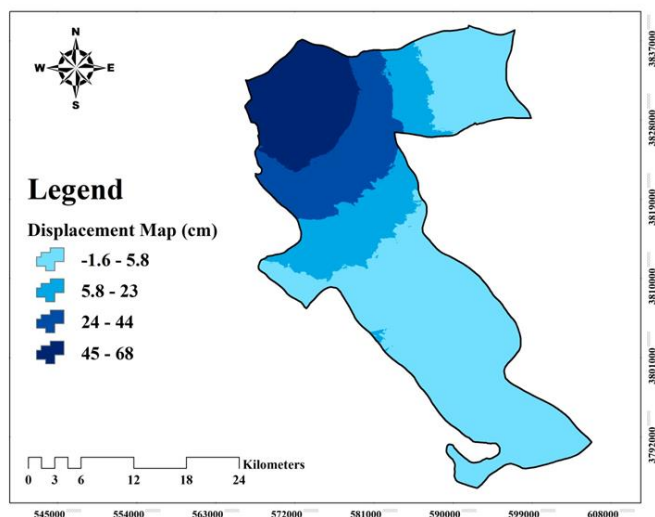 N
W E
S
Legend
Displacement Map (cm)
-1.6 - 5.8
5.8 - 23
24 - 44
45 - 68
Kilometers
0 3 6 12 18 24
545000 554000 563000 572000 581000 590000 599000 608000
3837000
3828000
3819000
3810000
3801000
3792000